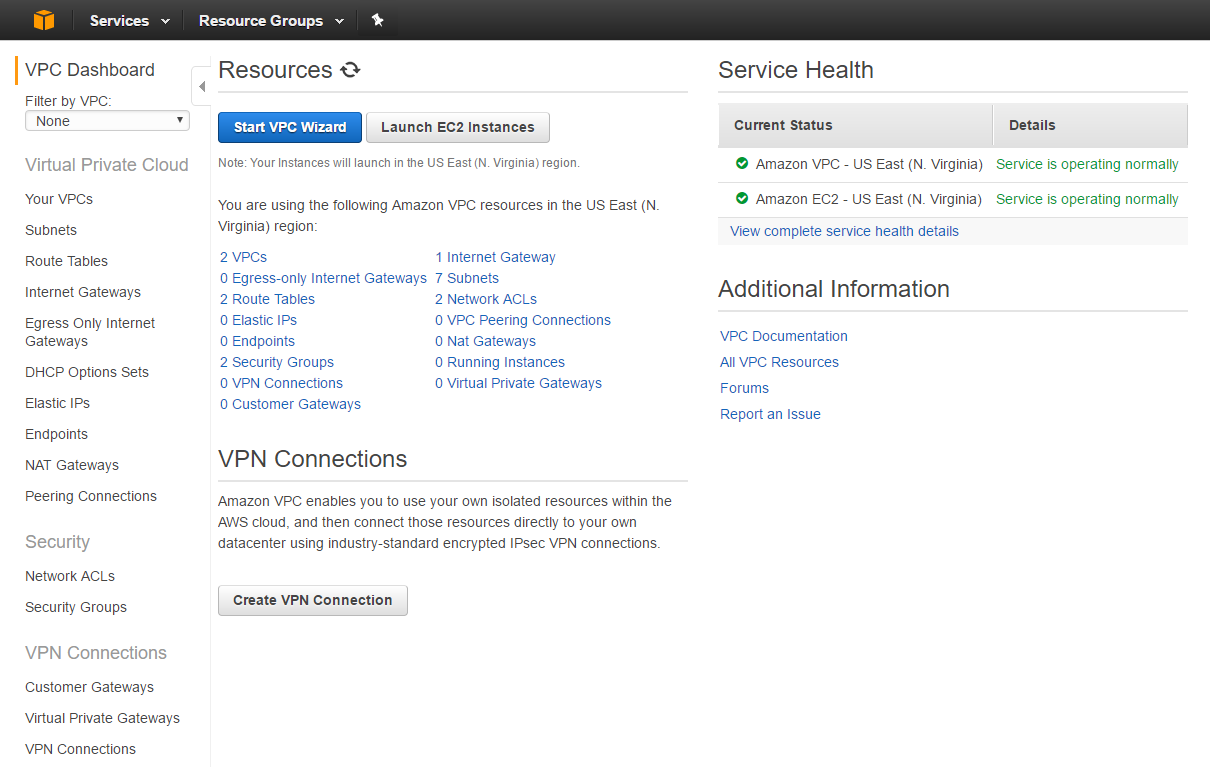 Services
Resource Groups
VPC Dashboard
Filter by VPC:
None
Virtual Private Cloud
Your VPCs
Subnets
Route Tables
Internet Gateways
Egress Only Internet
Gateways
DHCP Options Sets
Elastic IPs
Endpoints
NAT Gateways
Peering Connections
Security
Network ACLs
Security Groups
VPN Connections
Customer Gateways
Virtual Private Gateways
VPN Connections
Resources
Start VPC Wizard
Launch EC2 Instances
Note: Your Instances will launch in the US East (N. Virginia) region.
You are using the following Amazon VPC resources in the US East (N.
Virginia) region:
2 VPCs
1 Internet Gateway
0 Egress-only Internet Gateways
7 Subnets
2 Route Tables
2 Network ACLs
0 Elastic IPs
0 VPC Peering Connections
0 Endpoints
0 Nat Gateways
2 Security Groups
0 Running Instances
0 VPN Connections
0 Virtual Private Gateways
0 Customer Gateways
VPN Connections
Amazon VPC enables you to use your own isolated resources within the
AWS cloud, and then connect those resources directly to your own
datacenter using industry-standard encrypted IPsec VPN connections.
Create VPN Connection
Service Health
Current Status
Details
Amazon VPC - US East (N. Virginia)
Service is operating normally
Amazon EC2 - US East (N. Virginia)
Service is operating normally
View complete service health details
Additional Information
VPC Documentation
All VPC Resources
Forums
Report an Issue